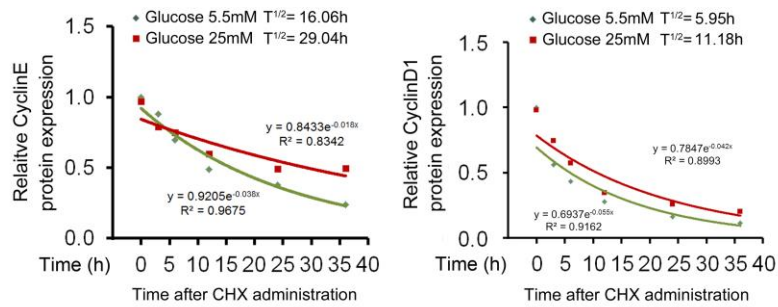 Glucose 5.5mM T1/2= 16.06h
Glucose 25mM T1/2= 29.04h
Relaitve CyclinE
protein expression
1.5
1.0
0.5
0.0
y = 0.8433e-0.018x
R² = 0.8342
y = 0.9205e-0.038x
R² = 0.9675
Time (h)
0 5 10 15 20 25 30 35 40
Time after CHX administration
Glucose 5.5mM T1/2= 5.95h
Glucose 25mM T1/2= 11.18h
Relative CyclinD1
protein expression
1.5
1.0
0.5
0.0
y = 0.7847e-0.042x
R² = 0.8993
y = 0.6937e-0.055x
R² = 0.9162
Time (h)
0 5 10 15 20 25 30 35 40
Time after CHX administration